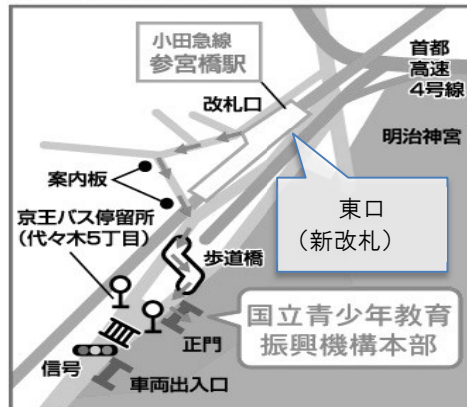 小田急線
参宮橋駅
改札口
首都
高速
4号線
明治神宮
案内板
東口
（新改札）
京王バス停留所
（代々木5丁目）
歩道橋
国立青少年教育
振興機構本部
正門
信号
車両出入口